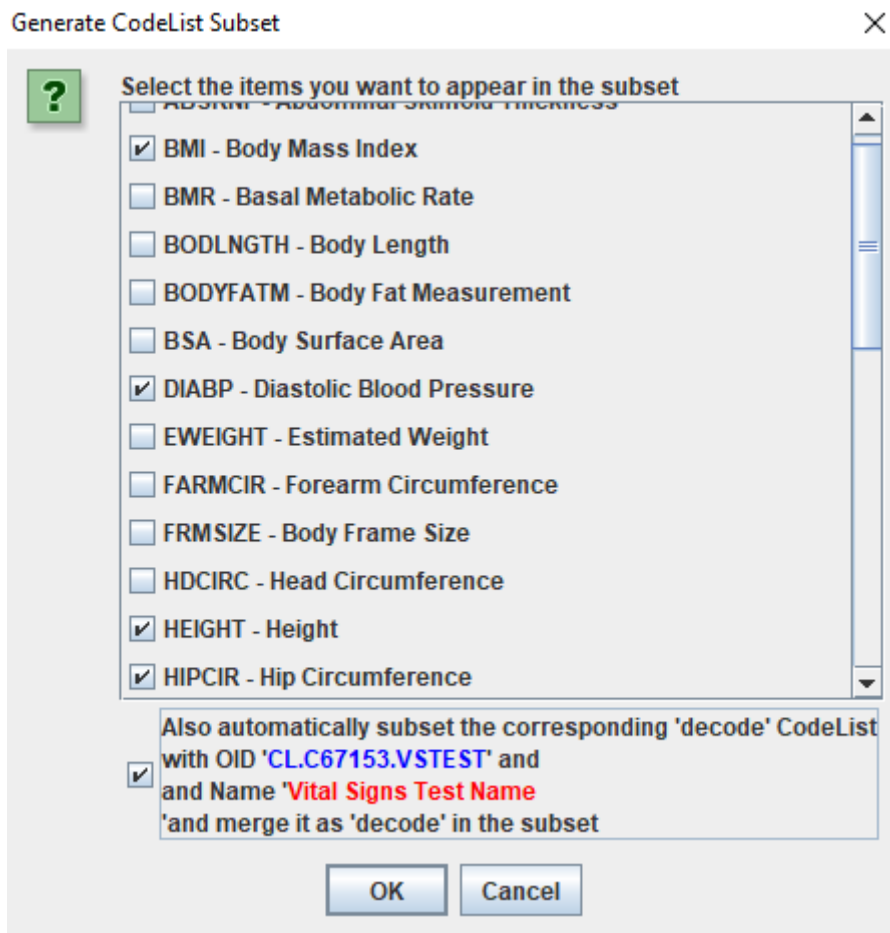 Generate CodeList Subset
Select the items you want to appear in the subset
ABSKNF - Abdominal Skinfold Thickness
BMI - Body Mass Index
BMR - Basal Metabolic Rate
BODLNGTH - Body Length
BODYFATM - Body Fat Measurement
BSA - Body Surface Area
DIABP - Diastolic Blood Pressure
EWEIGHT - Estimated Weight
FARMCIR - Forearm Circumference
FRMSIZE - Body Frame Size
HDCIRC - Head Circumference
HEIGHT - Height
HIPCIR - Hip Circumference
Also automatically subset the corresponding 'decode' CodeList
with OID 'CL.C67153.VSTEST' and
and Name 'Vital Signs Test Name
'and merge it as 'decode' in the subset
OK Cancel